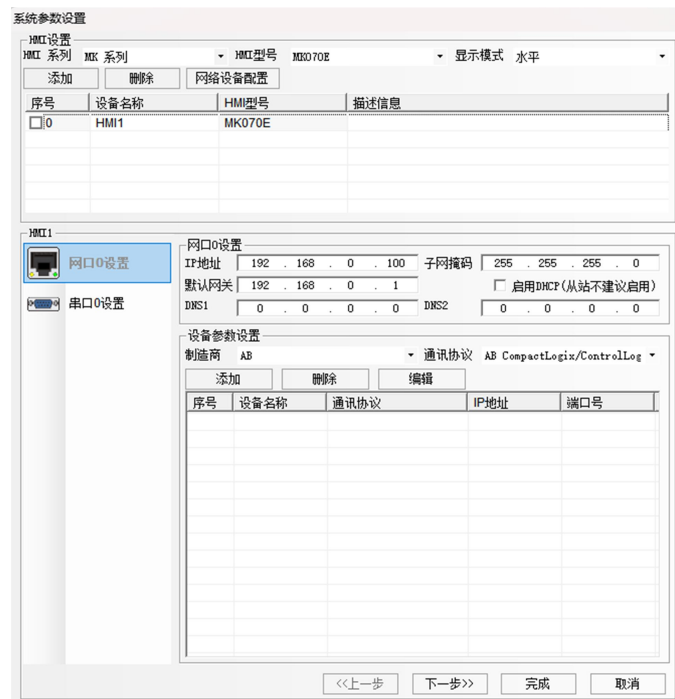 系统参数设置
HMI设置
HMI 系列 MK 系列 HMI型号 MK070E 显示模式 水平
添加 删除 网络设备配置
序号 设备名称 HMI型号 描述信息
0 HMI1 MK070E
HMI1
网口0设置
串口0设置
网口0设置
IP地址 192 . 168 . 0 . 100 子网掩码 255 . 255 . 255 . 0
默认网关 192 . 168 . 0 . 1 启用DHCP(从站不建议启用)
DNS1 0 . 0 . 0 . 0 DNS2 0 . 0 . 0 . 0
设备参数设置
制造商 AB 通讯协议 AB CompactLogix/ControlLog
添加 删除 编辑
序号 设备名称 通讯协议 IP地址 端口号
<<上一步 下一步>> 完成 取消